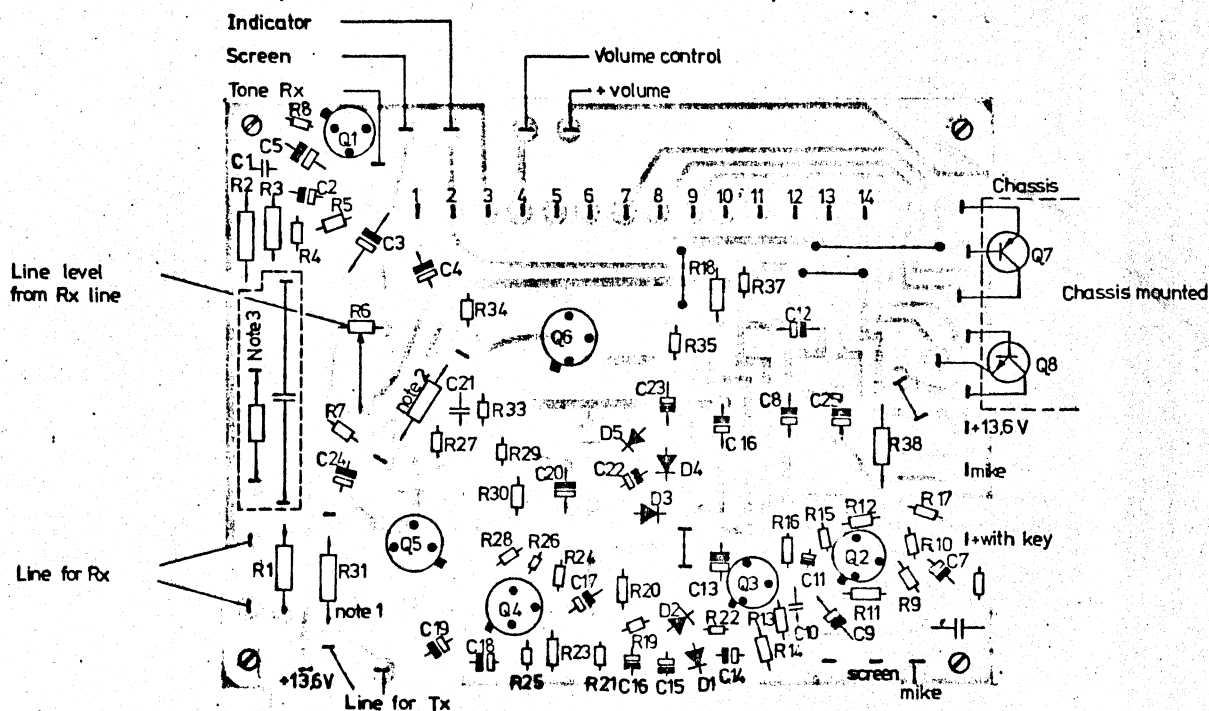 Indicator
Screen
Volume control
Tone Rx
+ volume
R8
Q1
C5
C1
R2
R3
C2
R5
R4
C3
C4
1 2 3 4 5 6 7 8 9 10 11 12 13 14
Chassis
Q7
Chassis mounted
Q8
Line level
from Rx line
R6
Note3
R34
Q6
R18
R37
C12
R35
note2
C21
R33
C23
C16
C8
C25
R7
R27
R29
D5
D4
C22
R38
+13,6 V
mike
C24
R30
C20
D3
R17
R12
R16
R15
R10
C7
+with key
Q5
R28
R26
R24
C17
R20
C13
Q3
C11
Q2
R9
R11
Line for Rx
R1
R31
note 1
Q4
D2
R22
R13
C10
C9
R19
R14
C19
C18
R25
R23
R21
C16
C15
D1
C14
screen
mike
+13,6V
Line for Tx